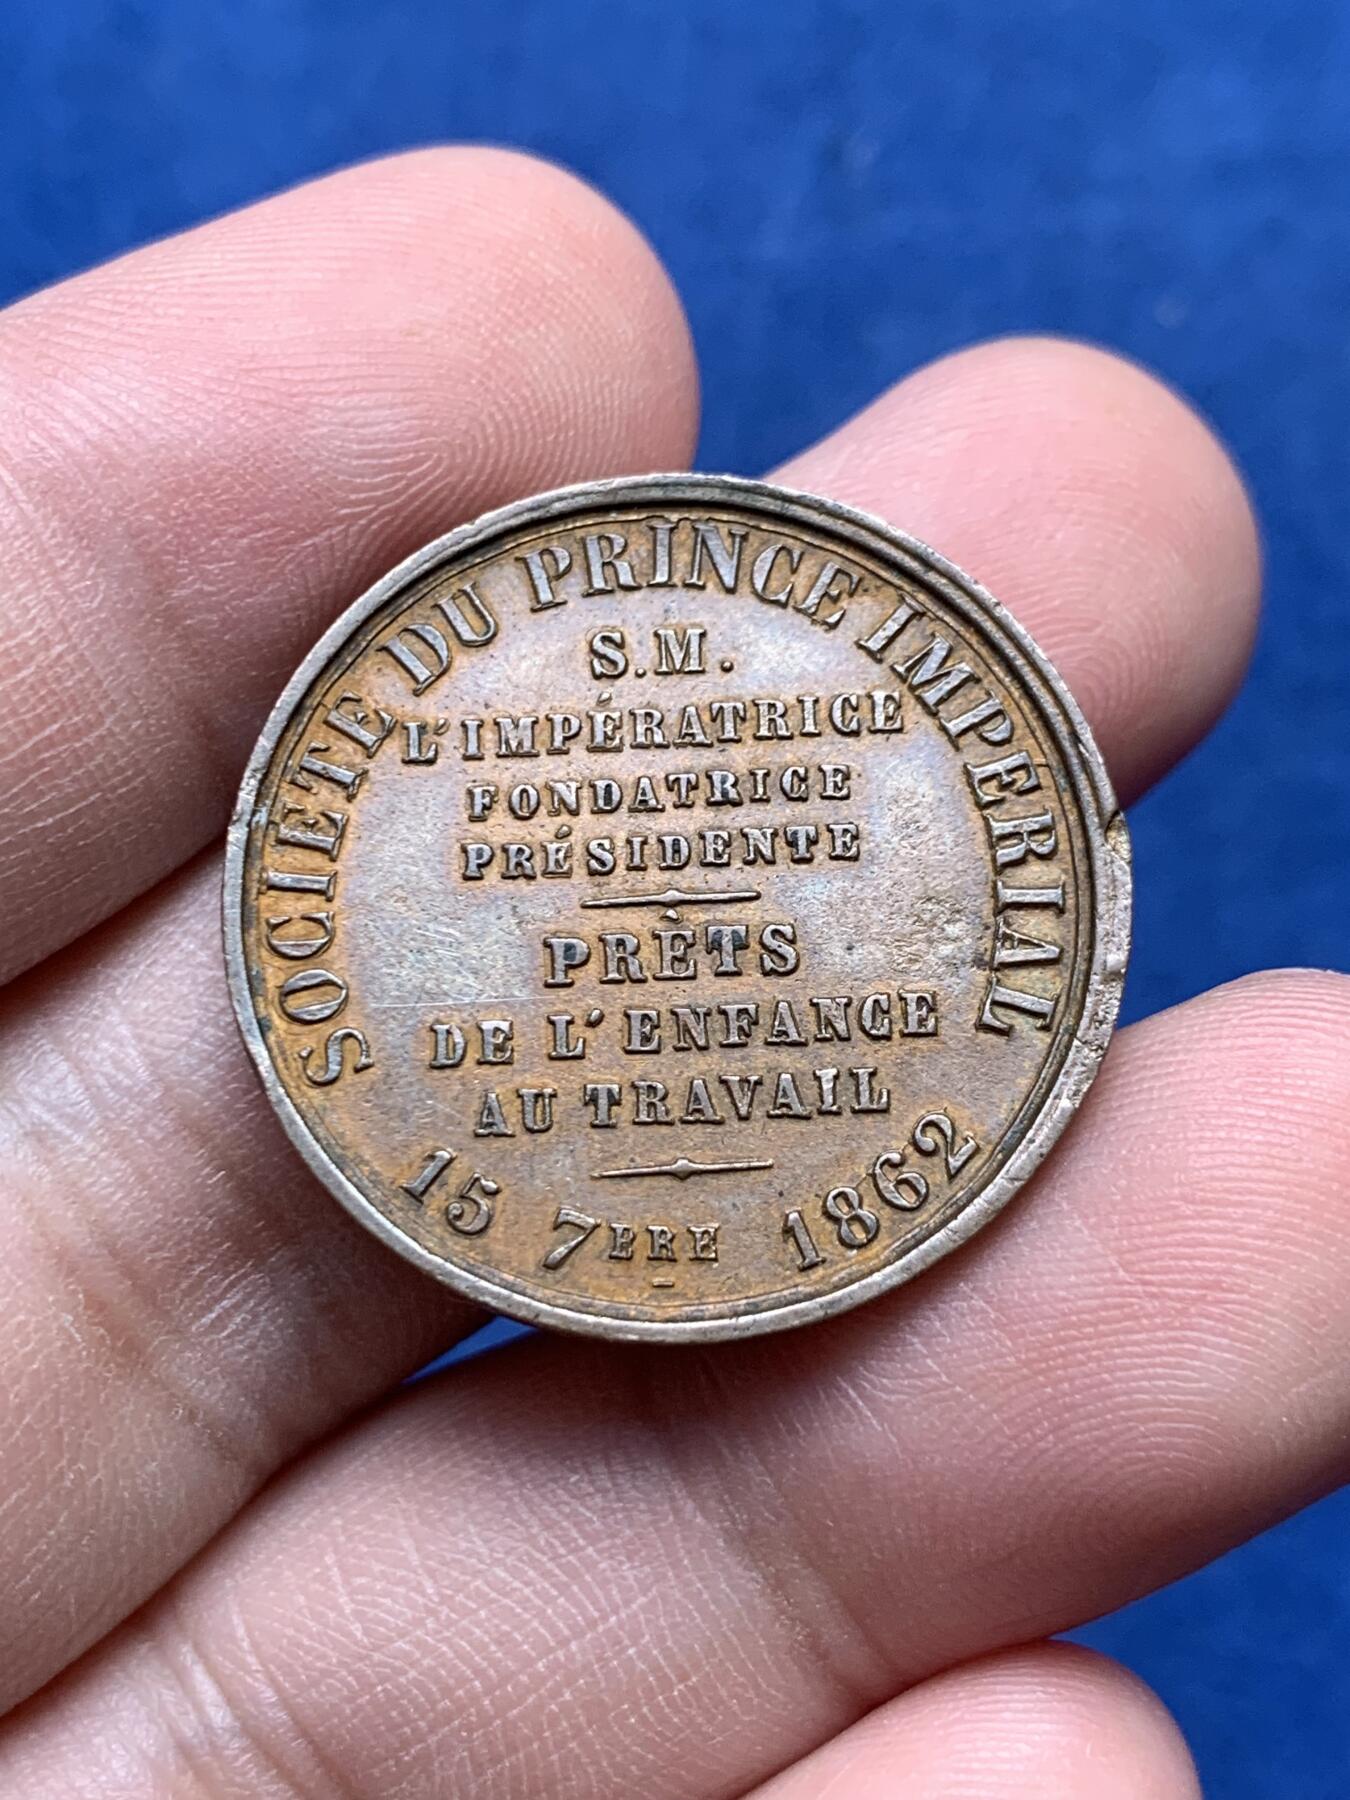 SOCIETE DU PRINCE IMPERIAL
S.M.
L'IMPÉRATRICE
FONDATRICE
PRÉSIDENTE
PRÊTS
DE L'ENFANCE
AU TRAVAIL
15 7BRE 1862